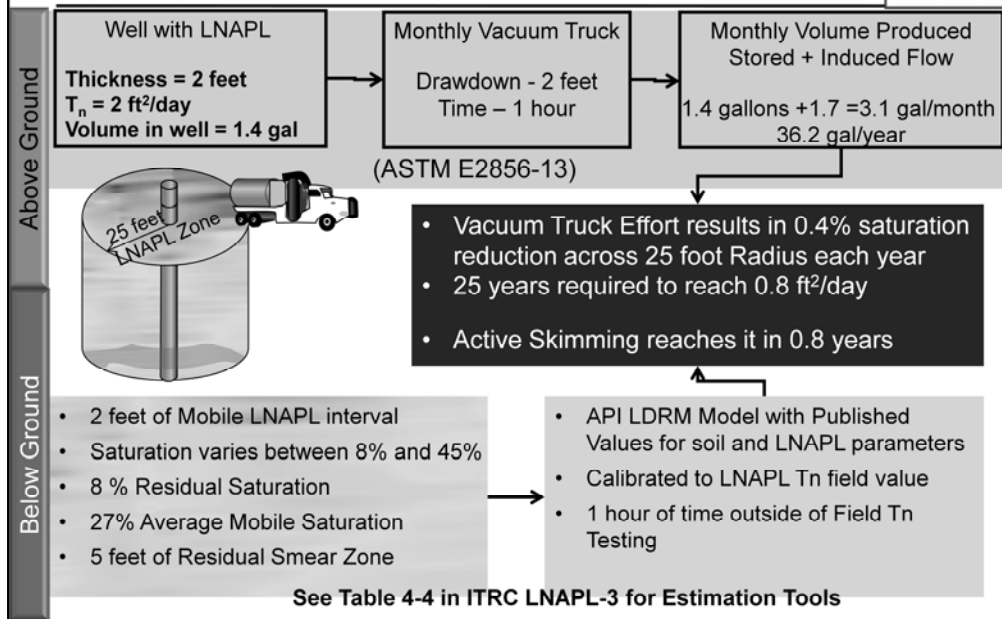 Above Ground
Well with LNAPL
Thickness = 2 feet
Tn = 2 ft²/day
Volume in well = 1.4 gal
Monthly Vacuum Truck
Drawdown - 2 feet
Time – 1 hour
Monthly Volume Produced
Stored + Induced Flow
1.4 gallons +1.7 =3.1 gal/month
36.2 gal/year
(ASTM E2856-13)
25 feet
LNAPL Zone
• Vacuum Truck Effort results in 0.4% saturation
reduction across 25 foot Radius each year
• 25 years required to reach 0.8 ft²/day
• Active Skimming reaches it in 0.8 years
Below Ground
• 2 feet of Mobile LNAPL interval
• Saturation varies between 8% and 45%
• 8 % Residual Saturation
• 27% Average Mobile Saturation
• 5 feet of Residual Smear Zone
• API LDRM Model with Published
Values for soil and LNAPL parameters
• Calibrated to LNAPL Tn field value
• 1 hour of time outside of Field Tn
Testing
See Table 4-4 in ITRC LNAPL-3 for Estimation Tools